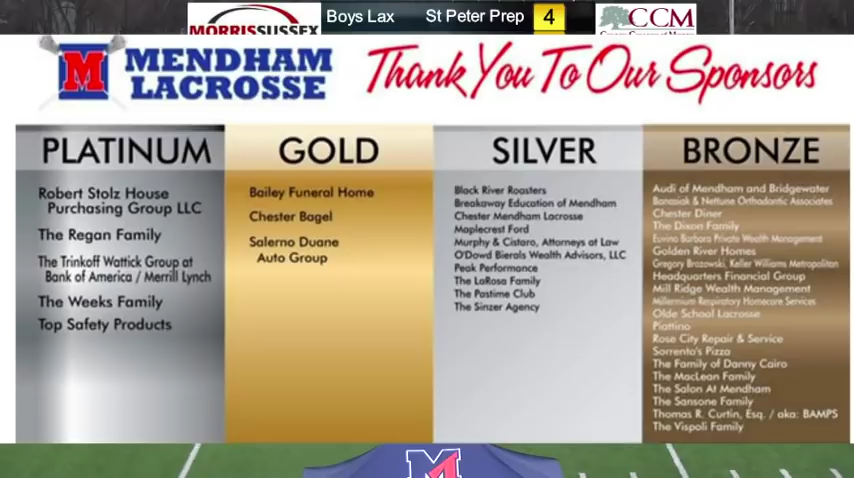 MORRISSUSSEX
Boys Lax
St Peter Prep
4
CCM
M
MENDHAM
LACROSSE
Thank You To Our Sponsors
PLATINUM
Robert Stolz House
Purchasing Group LLC
The Regan Family
The Trinkoff Wattick Group at
Bank of America / Merrill Lynch
The Weeks Family
Top Safety Products
GOLD
Bailey Funeral Home
Chester Bagel
Salerno Duane
Auto Group
SILVER
Black River Roasters
Breakaway Education of Mendham
Chester Mendham Lacrosse
Maplecrest Ford
Murphy & Cistaro, Attorneys at Law
O'Dowd Bierals Wealth Advisors, LLC
Peak Performance
The LaRosa Family
The Pastime Club
The Sinzer Agency
BRONZE
Audi of Mendham and Bridgewater
Banasiak & Nettune Orthodontic Associates
Chester Diner
The Dixon Family
Euvino Barbara Private Wealth Management
Golden River Homes
Gregory Brozowski, Keller Williams Metropolitan
Headquarters Financial Group
Mill Ridge Wealth Management
Millennium Respiratory Homecare Services
Olde School Lacrosse
Piattino
Rose City Repair & Service
Sorrento's Pizza
The Family of Danny Cairo
The MacLean Family
The Salon At Mendham
The Sansone Family
Thomas R. Curtin, Esq. / aka: BAMPS
The Vispoli Family
M